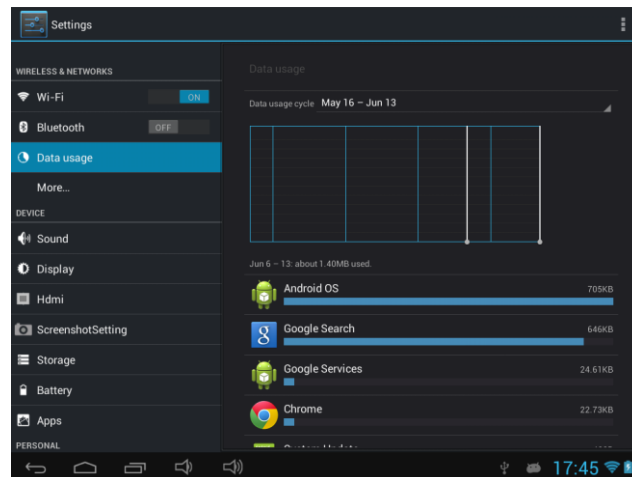 Settings
WIRELESS & NETWORKS
Wi-Fi ON
Bluetooth OFF
Data usage
More...
DEVICE
Sound
Display
Hdmi
ScreenshotSetting
Storage
Battery
Apps
PERSONAL
Data usage
Data usage cycle May 16 – Jun 13
Jun 6 – 13: about 1.40MB used.
Android OS 705KB
Google Search 646KB
Google Services 24.61KB
Chrome 22.73KB
17:45